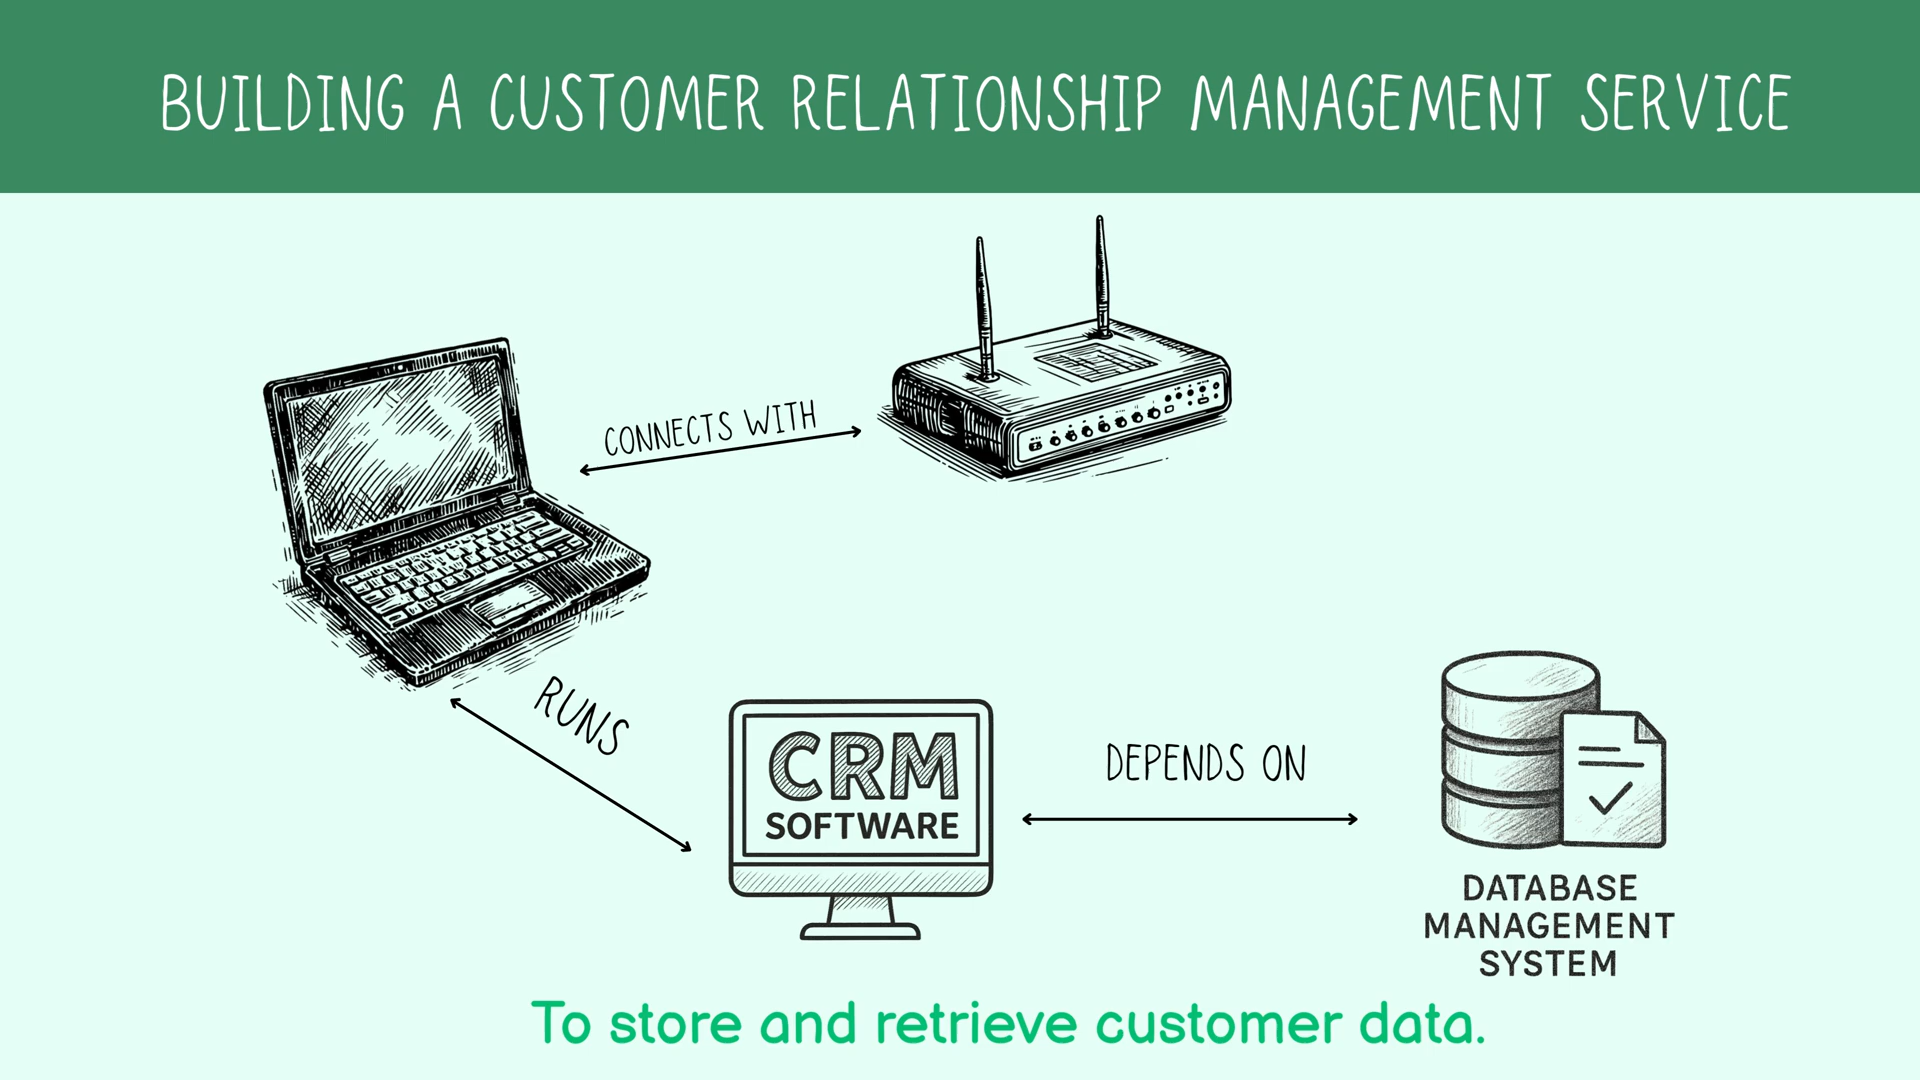 BUILDING A CUSTOMER RELATIONSHIP MANAGEMENT SERVICE
CONNECTS WITH
RUNS
CRM
SOFTWARE
DEPENDS ON
DATABASE
MANAGEMENT
SYSTEM
To store and retrieve customer data.